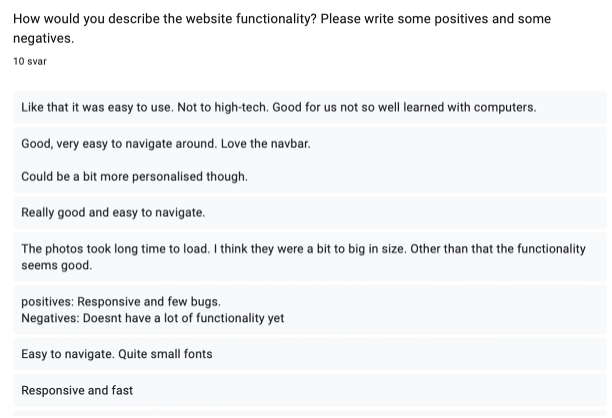 How would you describe the website functionality? Please write some positives and some
negatives.
10 svar
Like that it was easy to use. Not to high-tech. Good for us not so well learned with computers.
Good, very easy to navigate around. Love the navbar.
Could be a bit more personalised though.
Really good and easy to navigate.
The photos took long time to load. I think they were a bit to big in size. Other than that the functionality
seems good.
positives: Responsive and few bugs.
Negatives: Doesnt have a lot of functionality yet
Easy to navigate. Quite small fonts
Responsive and fast